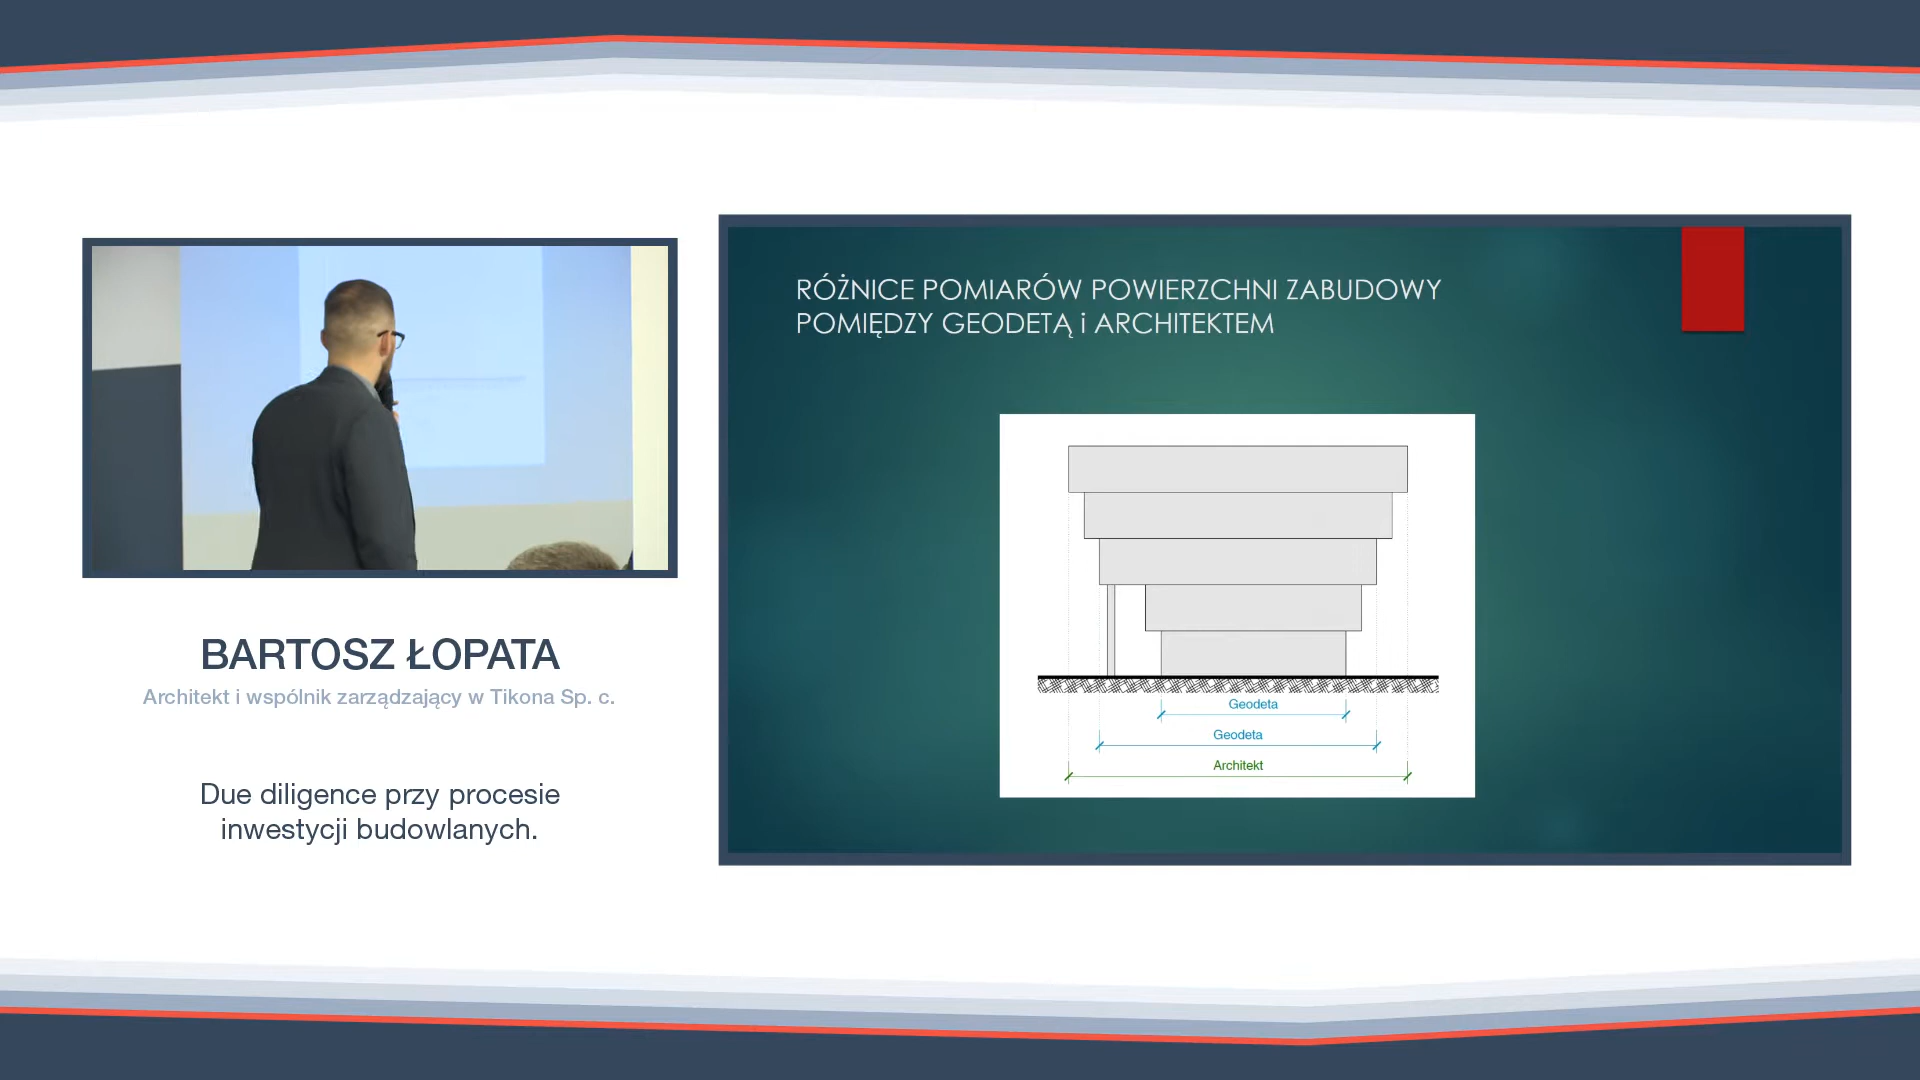 RÓŻNICE POMIARÓW POWIERZCHNI ZABUDOWY
POMIĘDZY GEODETĄ i ARCHITEKTEM
Geodeta
Geodeta
Architekt
BARTOSZ ŁOPATA
Architekt i wspólnik zarządzający w Tikona Sp. c.
Due diligence przy procesie
inwestycji budowlanych.